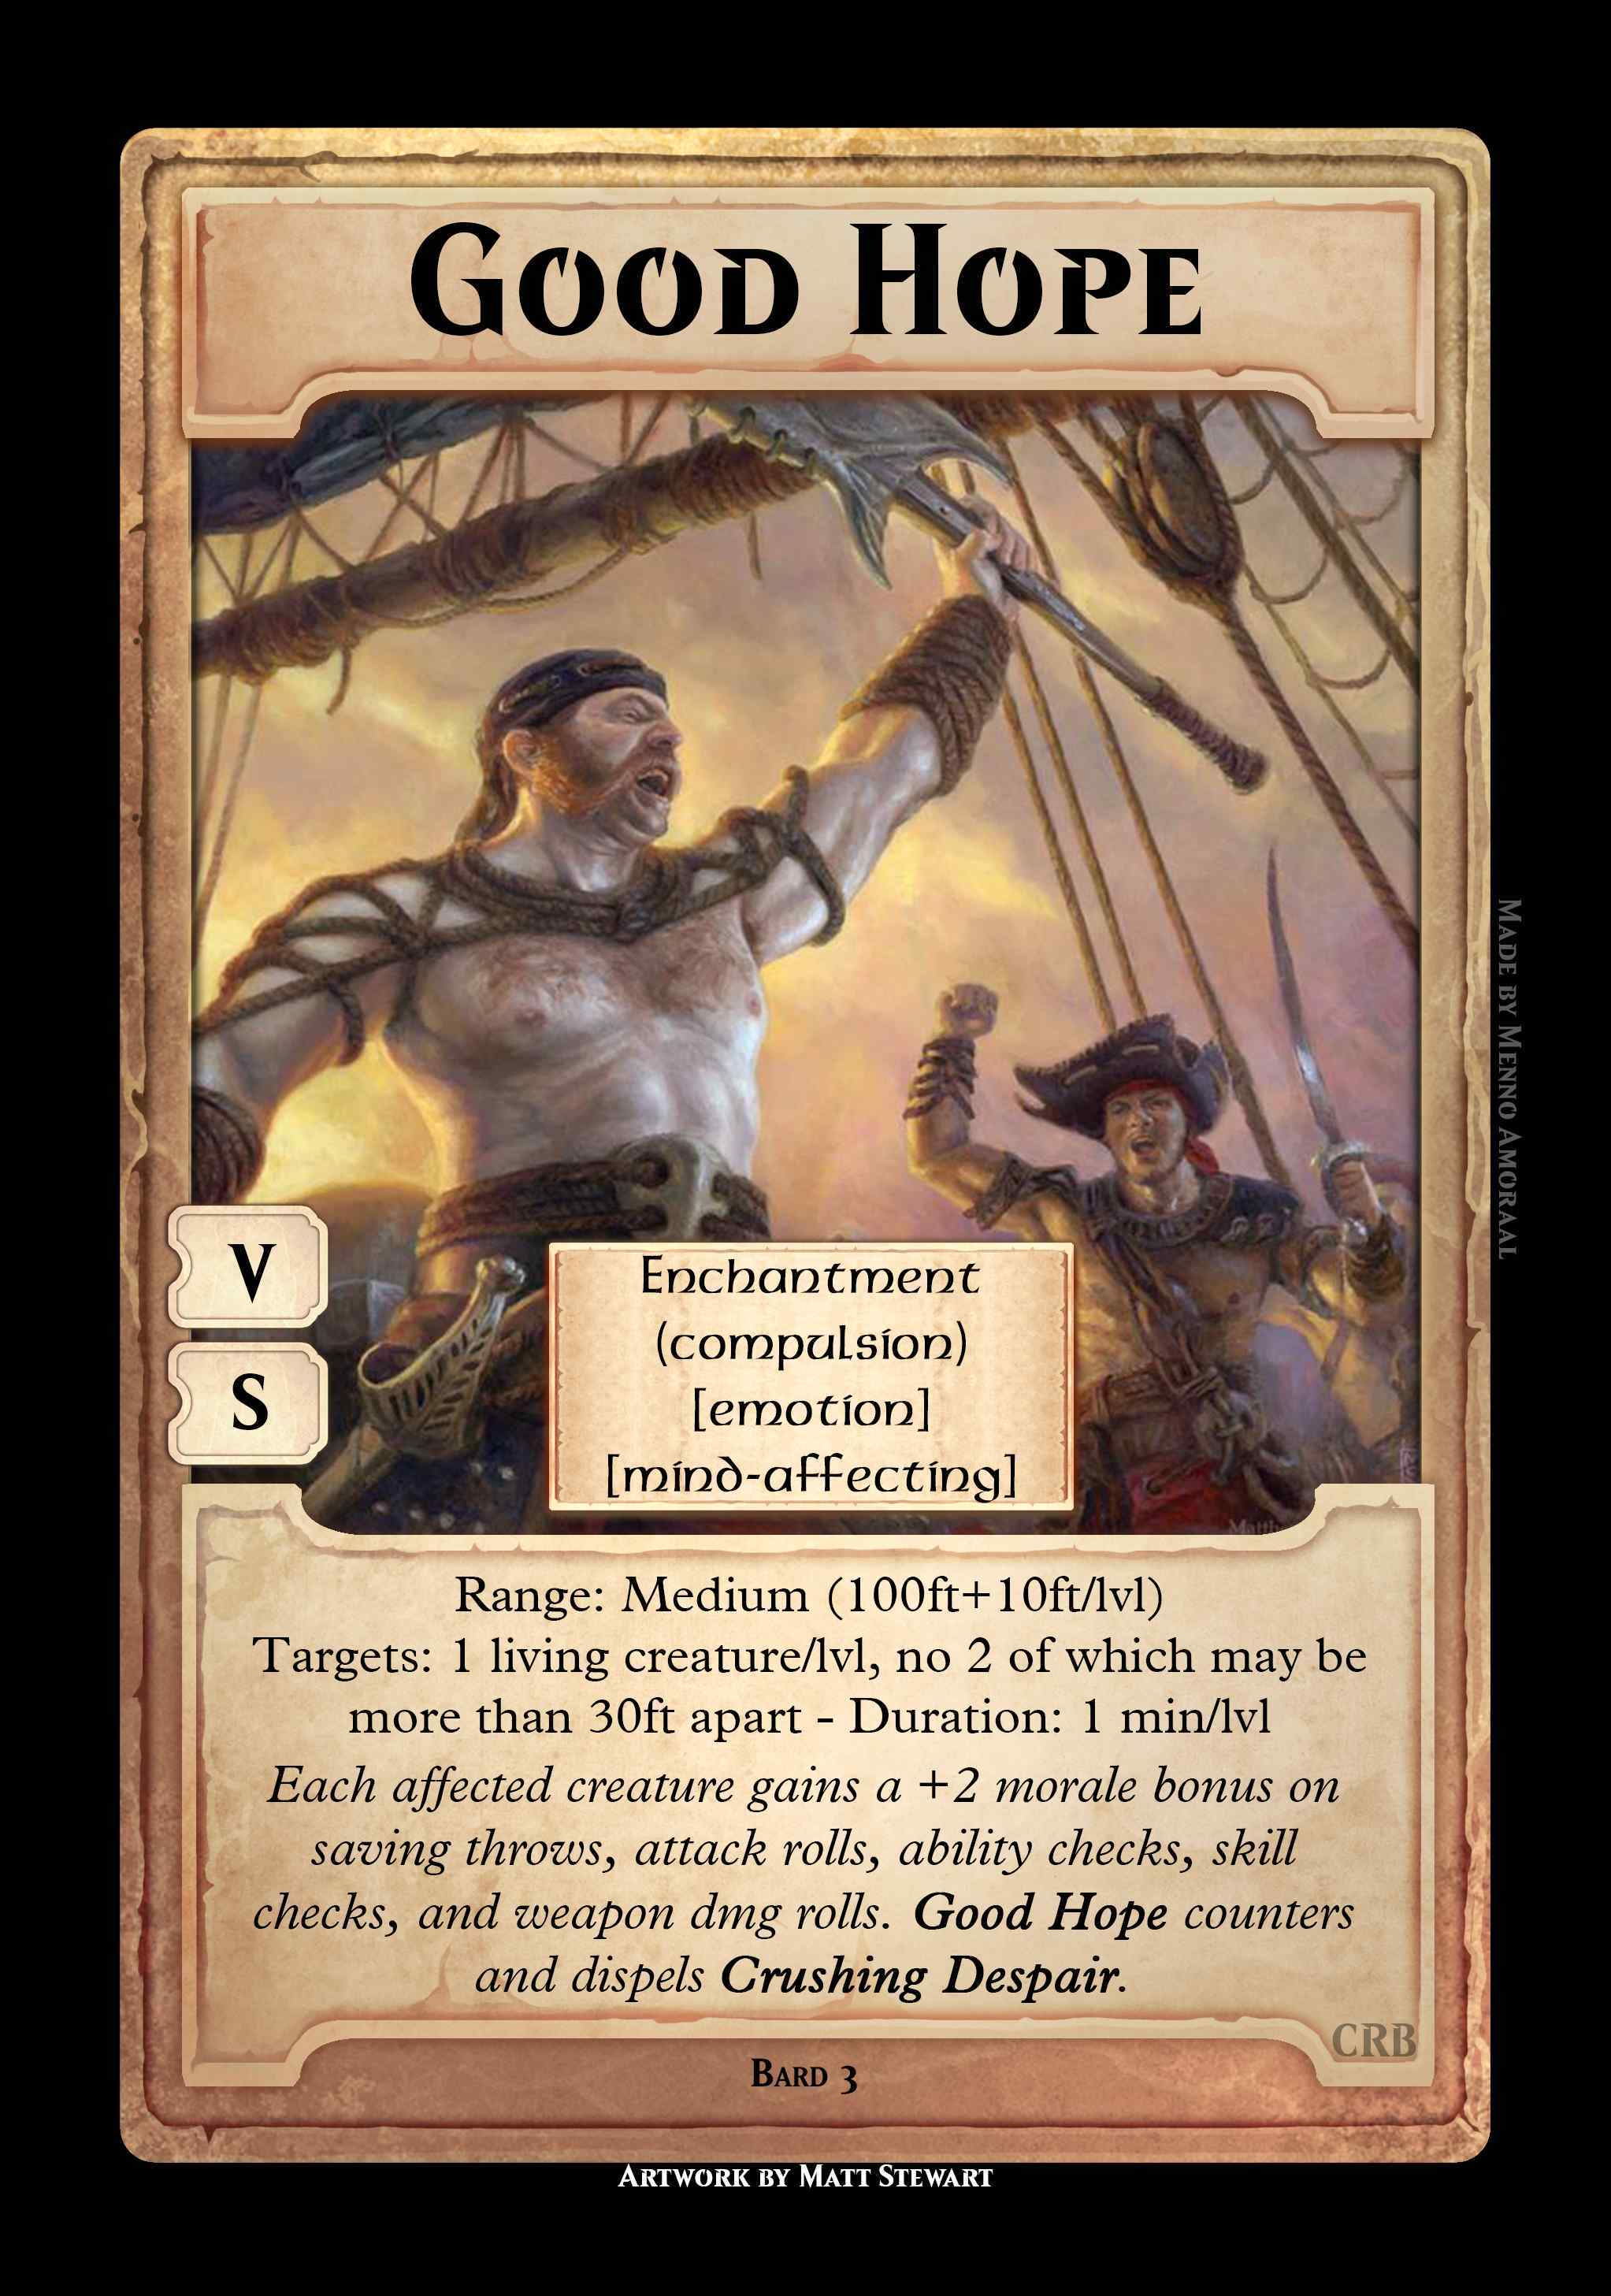 Good Hope
V
S
Enchantment
(compulsion)
[emotion]
[mind-affecting]
Range: Medium (100ft+10ft/lvl)
Targets: 1 living creature/lvl, no 2 of which may be
more than 30ft apart - Duration: 1 min/lvl
Each affected creature gains a +2 morale bonus on
saving throws, attack rolls, ability checks, skill
checks, and weapon dmg rolls. Good Hope counters
and dispels Crushing Despair.
CRB
Bard 3
Artwork by Matt Stewart
Made by Menno Amoraal